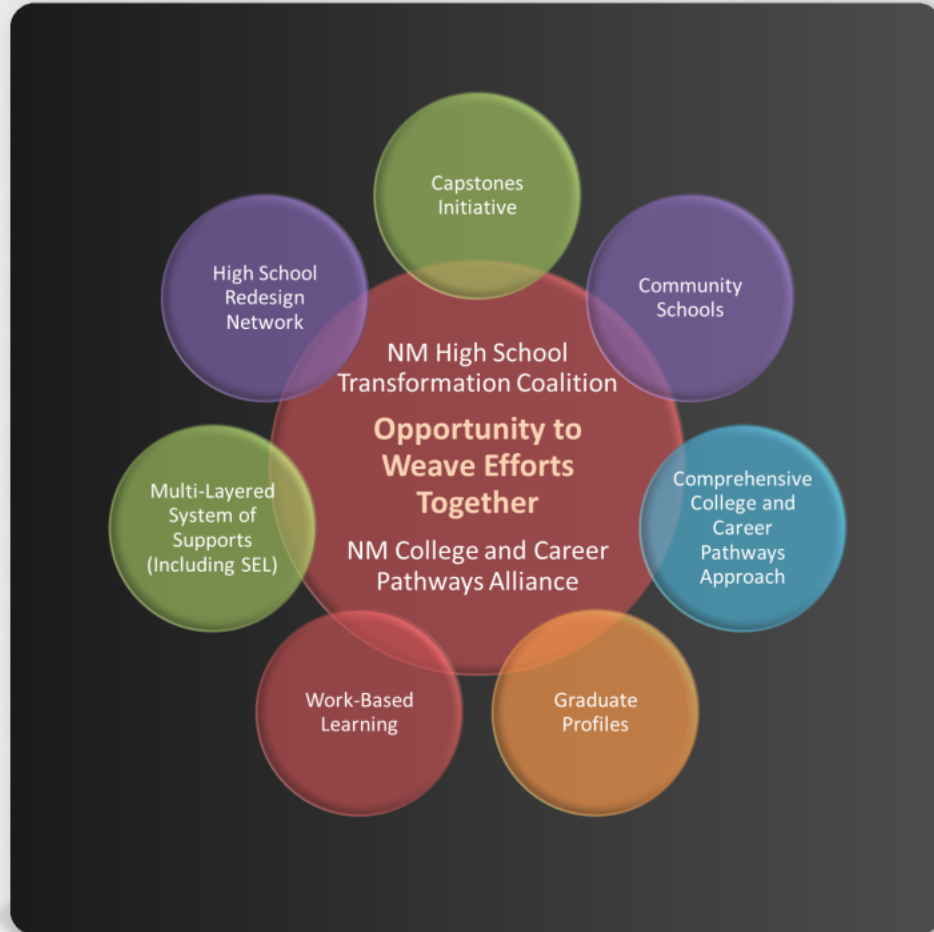 Capstones
Initiative
High School
Redesign
Network
Community
Schools
NM High School
Transformation Coalition
Opportunity to
Weave Efforts
Together
NM College and Career
Pathways Alliance
Multi-Layered
System of
Supports
(Including SEL)
Comprehensive
College and
Career
Pathways
Approach
Work-Based
Learning
Graduate
Profiles